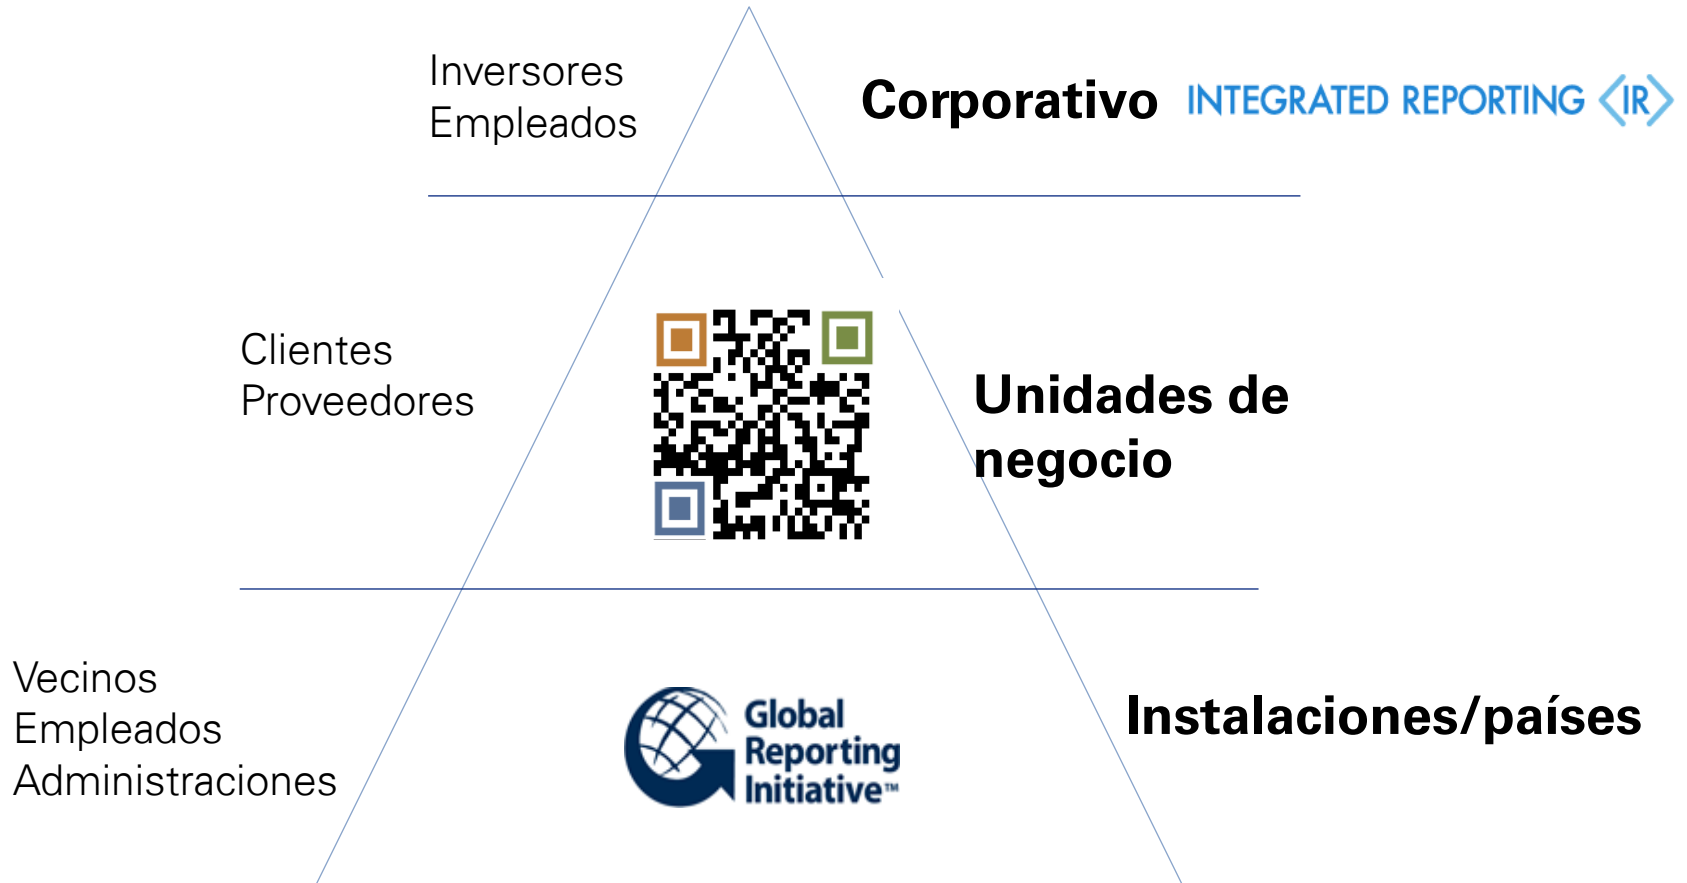 Inversores
Empleados
Corporativo
INTEGRATED REPORTING <IR>
Clientes
Proveedores
Unidades de
negocio
Vecinos
Empleados
Administraciones
Global
Reporting
Initiative™
Instalaciones/países